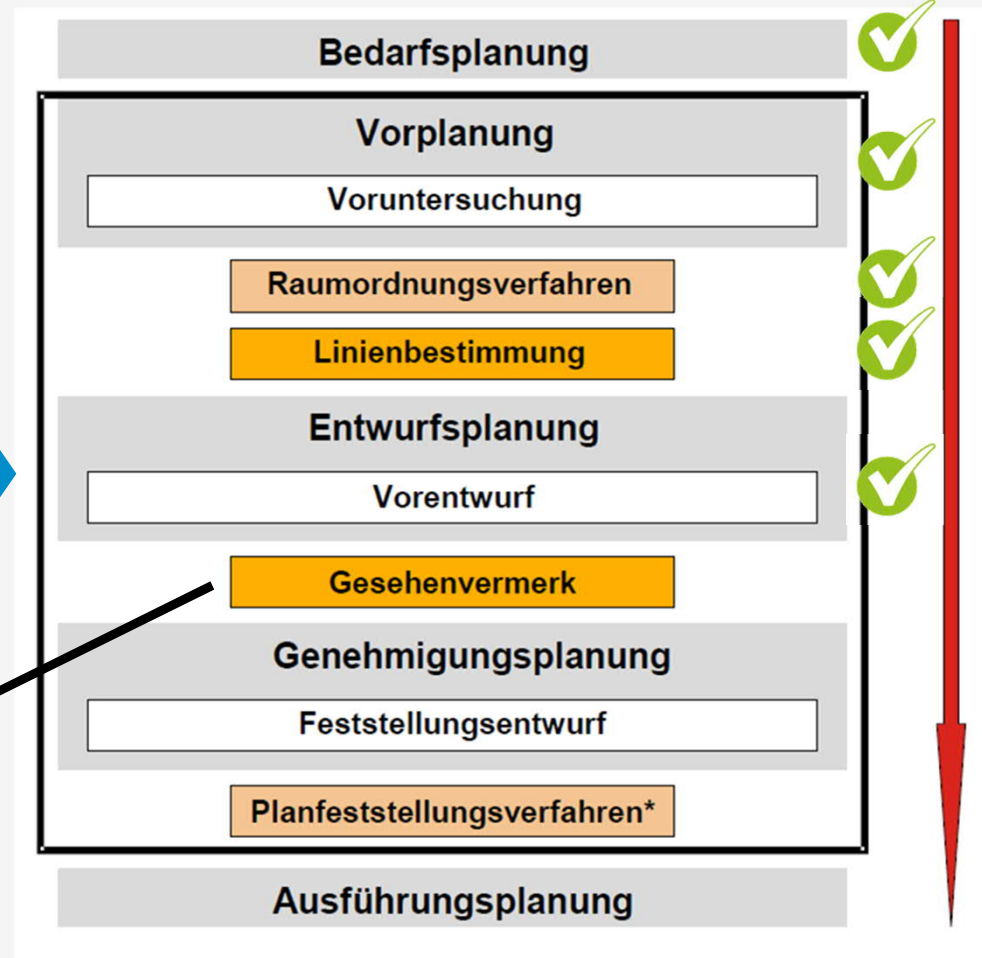 Bedarfsplanung
Vorplanung
Voruntersuchung
Raumordnungsverfahren
Linienbestimmung
Entwurfsplanung
Vorentwurf
Gesehenvermerk
Genehmigungsplanung
Feststellungsentwurf
Planfeststellungsverfahren*
Ausführungsplanung